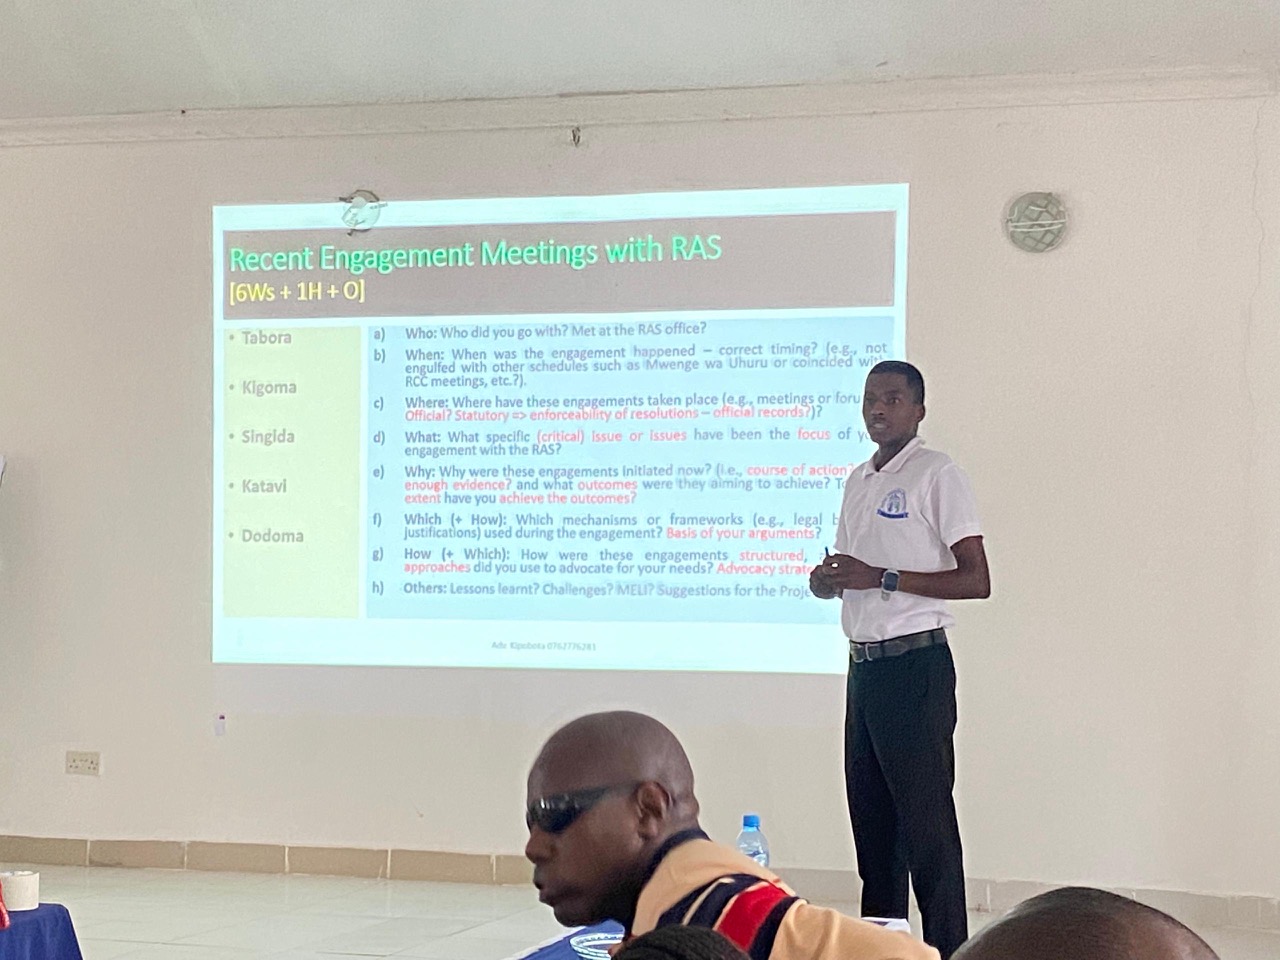 Recent Engagement Meetings with RAS
[6Ws + 1H + O]
• Tabora
• Kigoma
• Singida
• Katavi
• Dodoma
a) Who: Who did you go with? Met at the RAS office?
b) When: When was the engagement happened – correct timing? (e.g., not
engulfed with other schedules such as Mwenge wa Uhuru or coincided with
RCC meetings, etc.?).
c) Where: Where have these engagements taken place (e.g., meetings or
Official? Statutory => enforceability of resolutions – official records?)?
d) What: What specific (critical) issue or issues have been the focus of
engagement with the RAS?
e) Why: Why were these engagements initiated now? (i.e., course of action?
enough evidence? and what outcomes were they aiming to achieve?
extent have you achieve the outcomes?
f) Which (+ How): Which mechanisms or frameworks (e.g., legal
justifications) used during the engagement? Basis of your arguments?
g) How (+ Which): How were these engagements structured,
approaches did you use to advocate for your needs? Advocacy
h) Others: Lessons learnt? Challenges? MELI? Suggestions for the
Adv. Kipobota 0762776281